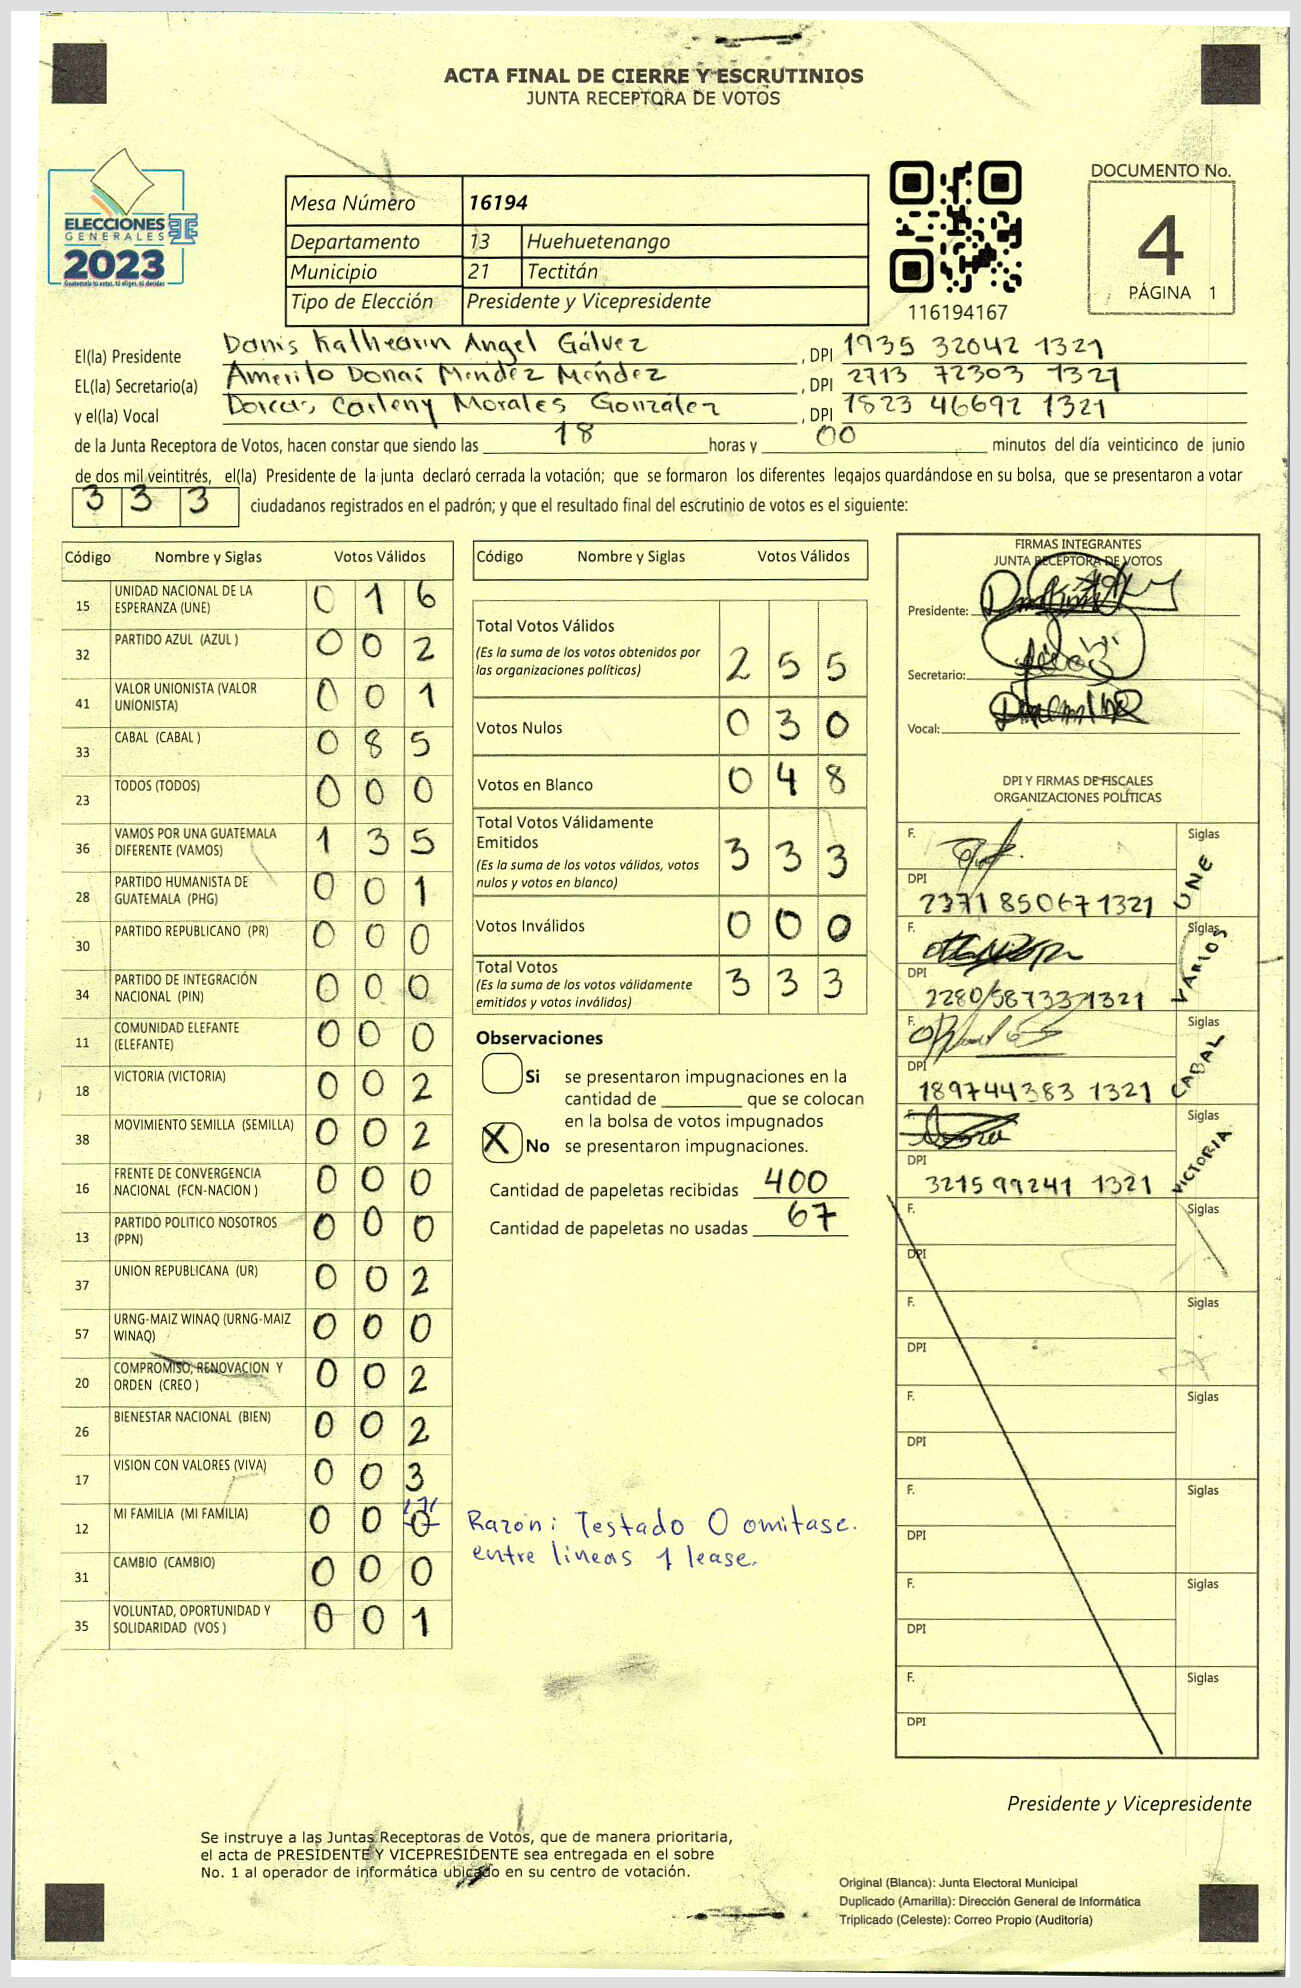 ACTA FINAL DE CIERRE Y ESCRUTINIOS
JUNTA RECEPTORA DE VOTOS
ELECCIONES
GENERALES
2023
Guatemala tú votas, tú eliges, tú decides
Mesa Número 16194
Departamento 13 Huehuetenango
Municipio 21 Tectitán
Tipo de Elección Presidente y Vicepresidente
116194167
DOCUMENTO No.
4
PÁGINA 1
El(la) Presidente Donis Katheann Angel Gálvez, DPI 1935 32042 1321
EL(la) Secretario(a) Amerito Donai Méndez Méndez, DPI 2713 72303 1321
y el(la) Vocal Dorcas Carleny Morales González, DPI 1823 46692 1321
de la Junta Receptora de Votos, hacen constar que siendo las 18 horas y 00 minutos del día veinticinco de junio
de dos mil veintitrés, el(la) Presidente de la junta declaró cerrada la votación; que se formaron los diferentes legajos guardándose en su bolsa, que se presentaron a votar
3 3 3 ciudadanos registrados en el padrón; y que el resultado final del escrutinio de votos es el siguiente:
Código Nombre y Siglas Votos Válidos
15 UNIDAD NACIONAL DE LA ESPERANZA (UNE) 0 1 6
32 PARTIDO AZUL (AZUL ) 0 0 2
41 VALOR UNIONISTA (VALOR UNIONISTA) 0 0 1
33 CABAL (CABAL ) 0 8 5
23 TODOS (TODOS) 0 0 0
36 VAMOS POR UNA GUATEMALA DIFERENTE (VAMOS) 1 3 5
28 PARTIDO HUMANISTA DE GUATEMALA (PHG) 0 0 1
30 PARTIDO REPUBLICANO (PR) 0 0 0
34 PARTIDO DE INTEGRACIÓN NACIONAL (PIN) 0 0 0
11 COMUNIDAD ELEFANTE (ELEFANTE) 0 0 0
18 VICTORIA (VICTORIA) 0 0 2
38 MOVIMIENTO SEMILLA (SEMILLA) 0 0 2
16 FRENTE DE CONVERGENCIA NACIONAL (FCN-NACION ) 0 0 0
13 PARTIDO POLITICO NOSOTROS (PPN) 0 0 0
37 UNION REPUBLICANA (UR) 0 0 2
57 URNG-MAIZ WINAQ (URNG-MAIZ WINAQ) 0 0 0
20 COMPROMISO, RENOVACION Y ORDEN (CREO ) 0 0 2
26 BIENESTAR NACIONAL (BIEN) 0 0 2
17 VISION CON VALORES (VIVA) 0 0 3
12 MI FAMILIA (MI FAMILIA) 0 0 0 /1/
31 CAMBIO (CAMBIO) 0 0 0
35 VOLUNTAD, OPORTUNIDAD Y SOLIDARIDAD (VOS ) 0 0 1
Código Nombre y Siglas Votos Válidos
Total Votos Válidos
(Es la suma de los votos obtenidos por
las organizaciones políticas) 2 5 5
Votos Nulos 0 3 0
Votos en Blanco 0 4 8
Total Votos Válidamente
Emitidos
(Es la suma de los votos válidos, votos
nulos y votos en blanco) 3 3 3
Votos Inválidos 0 0 0
Total Votos
(Es la suma de los votos válidamente
emitidos y votos inválidos) 3 3 3
Observaciones
Si se presentaron impugnaciones en la
cantidad de ________ que se colocan
en la bolsa de votos impugnados
X No se presentaron impugnaciones.
Cantidad de papeletas recibidas 400
Cantidad de papeletas no usadas 67
Razón: Testado 0 omitase.
entre lineas 1 lease.
FIRMAS INTEGRANTES
JUNTA RECEPTORA DE VOTOS
Presidente:
Secretario:
Vocal:
DPI Y FIRMAS DE FISCALES
ORGANIZACIONES POLÍTICAS
F. Siglas UNE
DPI 2371 85067 1321
F. Siglas VARIOS
DPI 2280 58733 1321
F. Siglas CABAL
DPI 189744383 1321
F. Siglas VICTORIA
DPI 3215 99241 1321
F. Siglas
DPI
F. Siglas
DPI
F. Siglas
DPI
F. Siglas
DPI
F. Siglas
DPI
F. Siglas
DPI
Presidente y Vicepresidente
Se instruye a las Juntas Receptoras de Votos, que de manera prioritaria,
el acta de PRESIDENTE Y VICEPRESIDENTE sea entregada en el sobre
No. 1 al operador de informática ubicado en su centro de votación.
Original (Blanca): Junta Electoral Municipal
Duplicado (Amarilla): Dirección General de Informática
Triplicado (Celeste): Correo Propio (Auditoría)